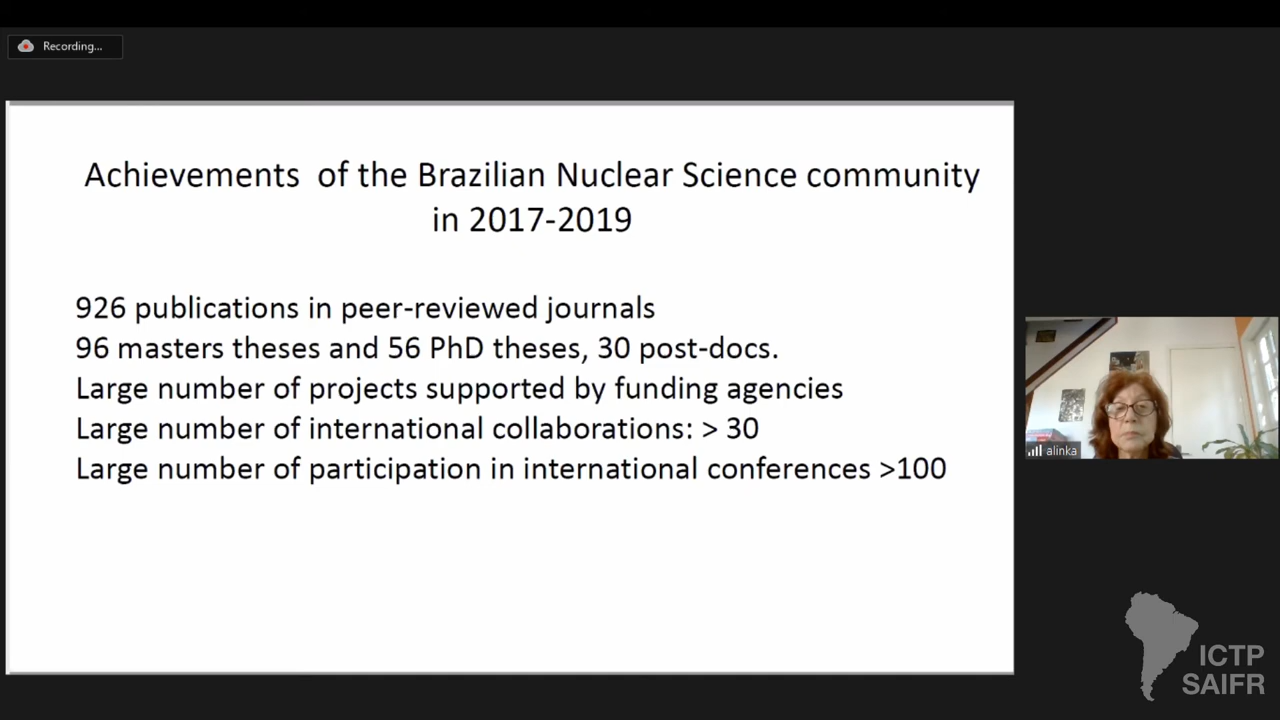 Recording...
Achievements of the Brazilian Nuclear Science community
in 2017-2019
926 publications in peer-reviewed journals
96 masters theses and 56 PhD theses, 30 post-docs.
Large number of projects supported by funding agencies
Large number of international collaborations: > 30
Large number of participation in international conferences >100
alinka
ICTP
SAIFR